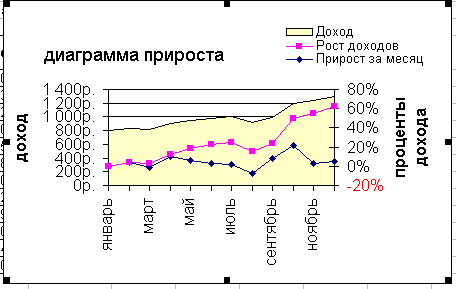 Доход
Рост доходов
Прирост за месяц
диаграмма прироста
доход
1 400р.
1 200р.
1 000р.
800р.
600р.
400р.
200р.
0р.
80%
60%
40%
20%
0%
-20%
проценты
дохода
январь
март
май
июль
сентябрь
ноябрь